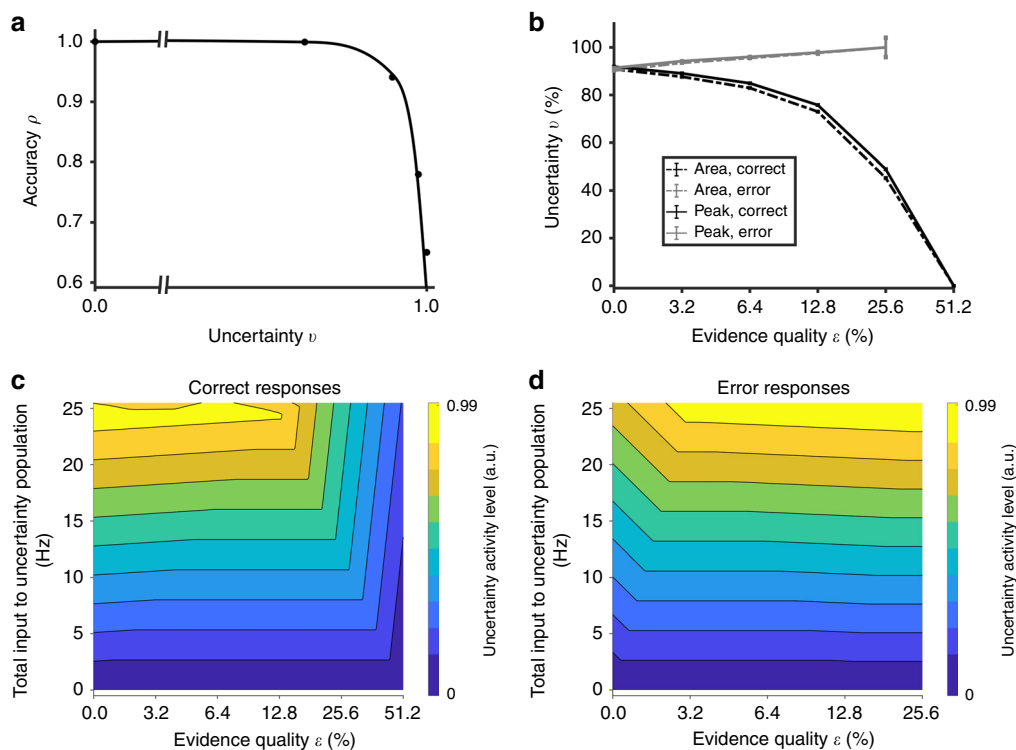 a
1.0
0.9
0.8
0.7
0.6
Accuracy ρ
0.0
1.0
Uncertainty υ
b
100
80
60
40
20
0
Uncertainty υ (%)
Area, correct
Area, error
Peak, correct
Peak, error
0.0 3.2 6.4 12.8 25.6 51.2
Evidence quality ε (%)
c
Correct responses
25
20
15
10
5
0
Total input to uncertainty population
(Hz)
0.0 3.2 6.4 12.8 25.6 51.2
Evidence quality ε (%)
0.99
0
Uncertainty activity level (a.u.)
d
Error responses
25
20
15
10
5
0
Total input to uncertainty population
(Hz)
0.0 3.2 6.4 12.8 25.6
Evidence quality ε (%)
0.99
0
Uncertainty activity level (a.u.)